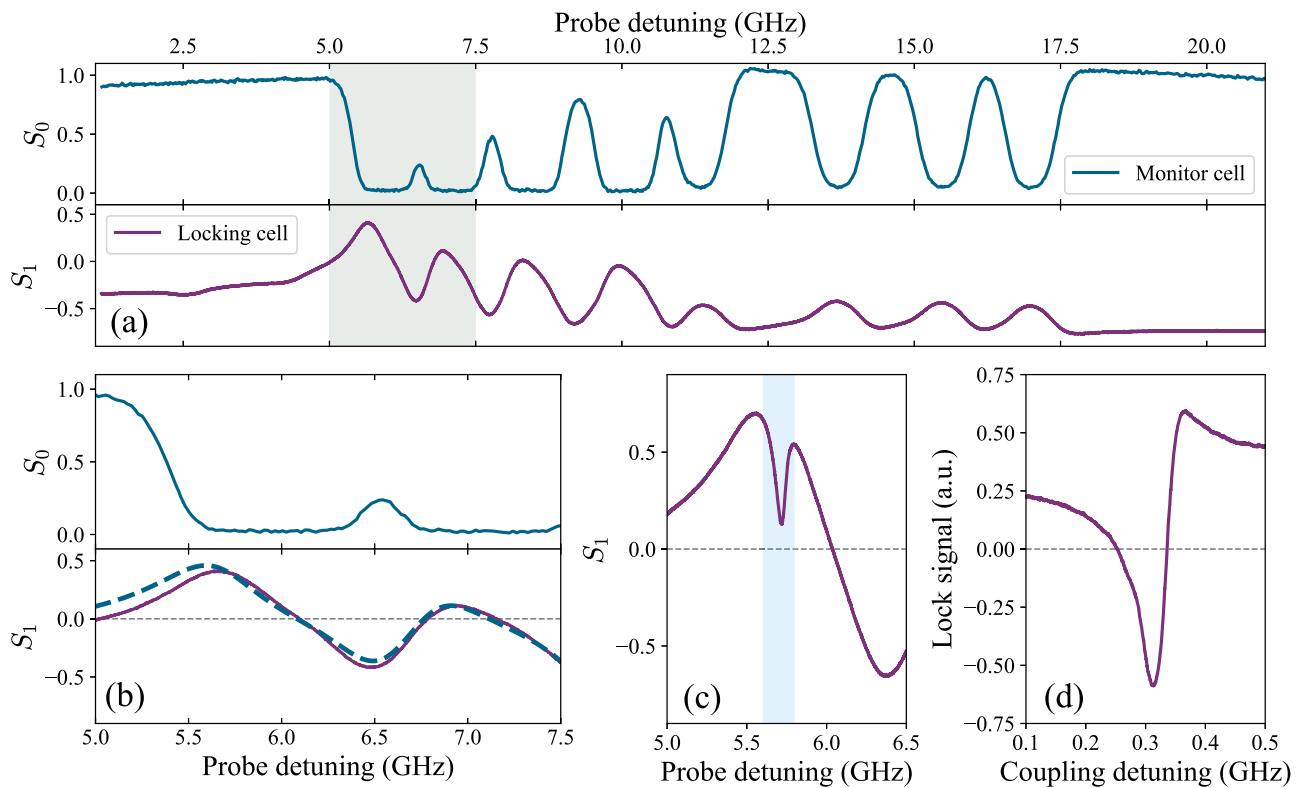 Probe detuning (GHz)
2.5 5.0 7.5 10.0 12.5 15.0 17.5 20.0
1.0
0.5
0.0
S0
Monitor cell
0.5
0.0
−0.5
S1
Locking cell
(a)
1.0
0.5
0.0
S0
0.5
0.0
−0.5
S1
(b)
5.0 5.5 6.0 6.5 7.0 7.5
Probe detuning (GHz)
0.5
0.0
−0.5
S1
(c)
5.0 5.5 6.0 6.5
Probe detuning (GHz)
0.75
0.50
0.25
0.00
−0.25
−0.50
−0.75
Lock signal (a.u.)
(d)
0.1 0.2 0.3 0.4 0.5
Coupling detuning (GHz)